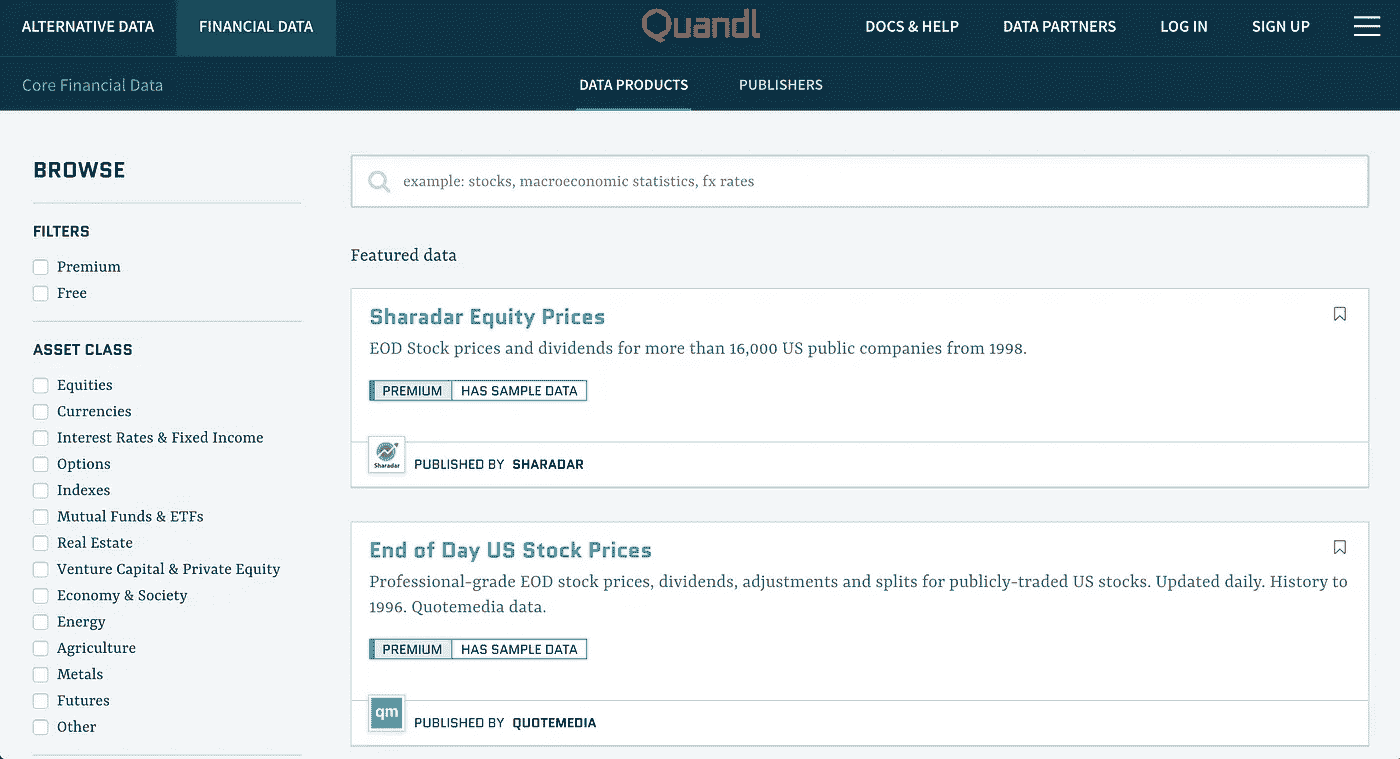 ALTERNATIVE DATA FINANCIAL DATA Quandl DOCS & HELP DATA PARTNERS LOG IN SIGN UP
Core Financial Data DATA PRODUCTS PUBLISHERS
BROWSE
FILTERS
Premium
Free
ASSET CLASS
Equities
Currencies
Interest Rates & Fixed Income
Options
Indexes
Mutual Funds & ETFs
Real Estate
Venture Capital & Private Equity
Economy & Society
Energy
Agriculture
Metals
Futures
Other
example: stocks, macroeconomic statistics, fx rates
Featured data
Sharadar Equity Prices
EOD Stock prices and dividends for more than 16,000 US public companies from 1998.
PREMIUM HAS SAMPLE DATA
Sharadar PUBLISHED BY SHARADAR
End of Day US Stock Prices
Professional-grade EOD stock prices, dividends, adjustments and splits for publicly-traded US stocks. Updated daily. History to
1996. Quotemedia data.
PREMIUM HAS SAMPLE DATA
qm PUBLISHED BY QUOTEMEDIA